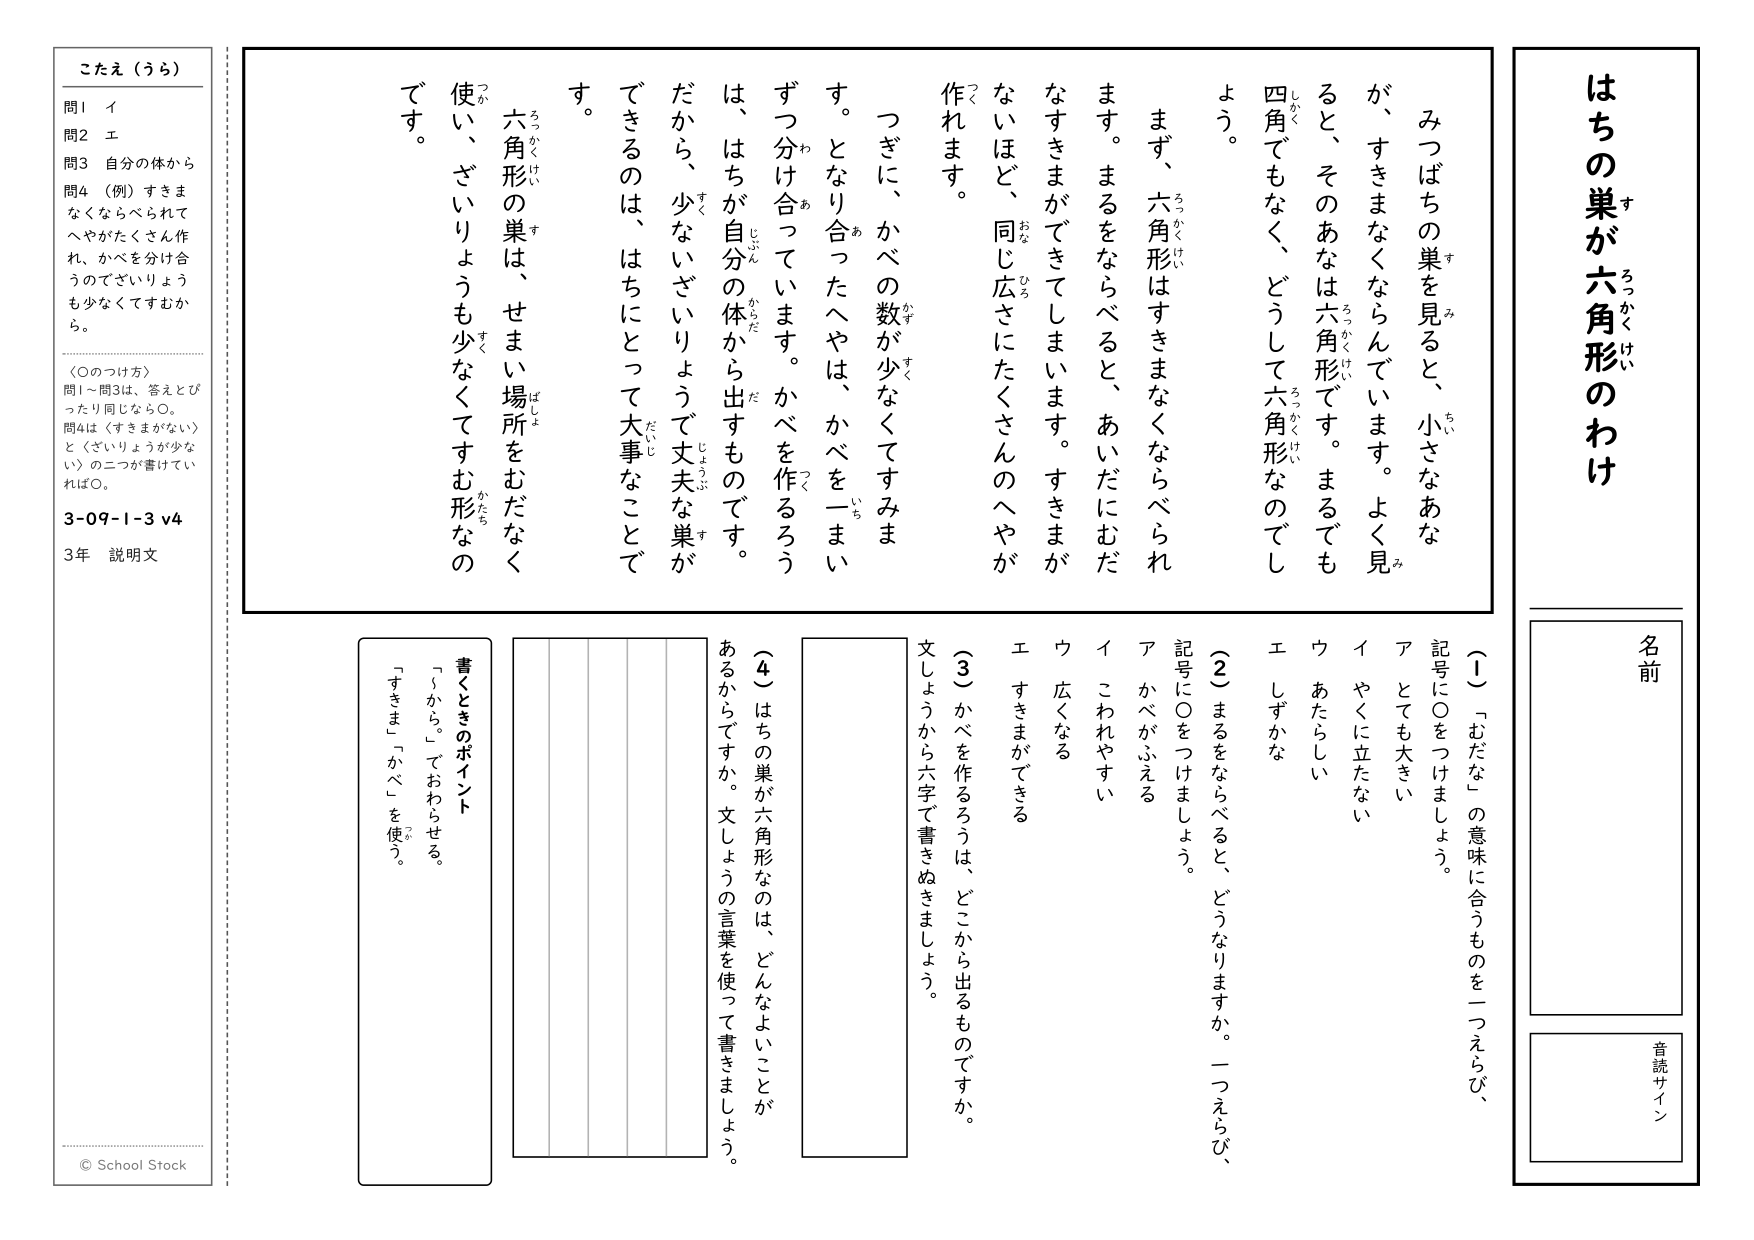 はちの巣が六角形のわけ
すろっかくけい
名前
音読サイン
みつばちの巣を見ると、小さなあな
が、すきまなくならんでいます。よく見
ると、そのあなは六角形です。まるでも
四角でもなく、どうして六角形なのでし
ょう。
まず、六角形はすきまなくならべられ
ます。まるをならべると、あいだにむだ
なすきまができてしまいます。すきまが
ないほど、同じ広さにたくさんのへやが
作れます。
つぎに、かべの数が少なくてすみま
す。となり合ったへやは、かべを一まい
ずつ分け合っています。かべを作るろう
は、はちが自分の体から出すものです。
だから、少ないざいりょうで丈夫な巣が
できるのは、はちにとって大事なことで
す。
六角形の巣は、せまい場所をむだなく
使い、ざいりょうも少なくてすむ形なの
です。
(1)「むだな」の意味に合うものを一つえらび、
記号に〇をつけましょう。
ア　とても大きい
イ　やくに立たない
ウ　あたらしい
エ　しずかな
(2) まるをならべると、どうなりますか。一つえらび、
記号に〇をつけましょう。
ア　かべがふえる
イ　こわれやすい
ウ　広くなる
エ　すきまができる
(3) かべを作るろうは、どこから出るものですか。
文しょうから六字で書きぬきましょう。
(4) はちの巣が六角形なのは、どんなよいことが
あるからですか。文しょうの言葉を使って書きましょう。
書くときのポイント
「〜から。」でおわらせる。
「すきま」「かべ」を使う。
こたえ（うら）
問1　イ
問2　エ
問3　自分の体から
問4　（例）すきま
なくならべられて
へやがたくさん作
れ、かべを分け合
うのでざいりょう
も少なくてすむか
ら。
〈〇のつけ方〉
問1〜問3は、答えとぴ
ったり同じなら〇。
問4は〈すきまがない〉
と〈ざいりょうが少な
い〉の二つが書けてい
れば〇。
3-09-1-3 v4
3年　説明文
© School Stock